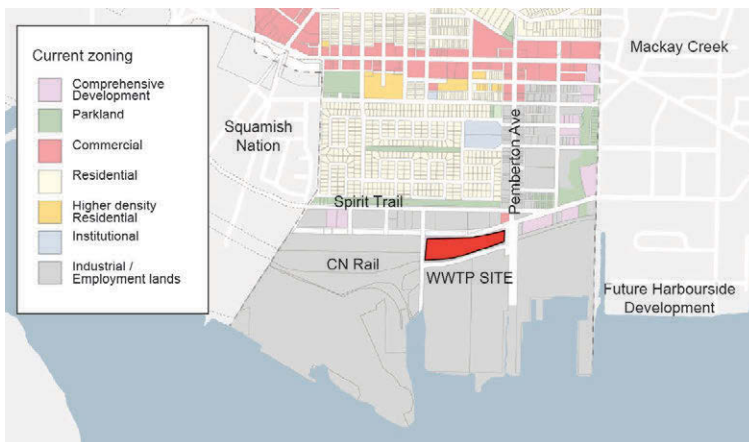 Current zoning
Comprehensive
Development
Parkland
Commercial
Residential
Higher density
Residential
Institutional
Industrial /
Employment lands
Squamish
Nation
Mackay Creek
Pemberton Ave
Spirit Trail
CN Rail
WWTP SITE
Future Harbourside
Development